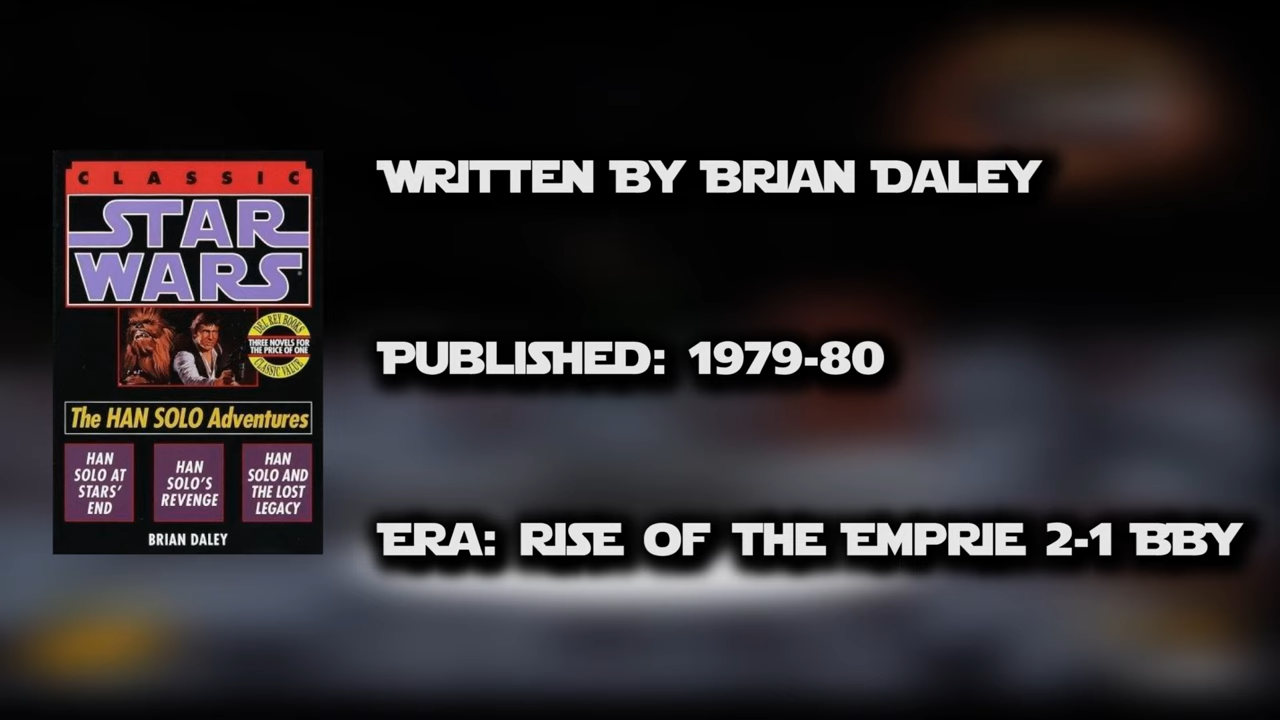 CLASSIC
STAR
WARS
DEL REY BOOKS
THREE NOVELS FOR
THE PRICE OF ONE
CLASSIC VALUE
The HAN SOLO Adventures
HAN
SOLO AT
STARS'
END
HAN
SOLO'S
REVENGE
HAN
SOLO AND
THE LOST
LEGACY
BRIAN DALEY
WRITTEN BY BRIAN DALEY
PUBLISHED: 1979-80
ERA: RISE OF THE EMPRIE 2-1 BBY